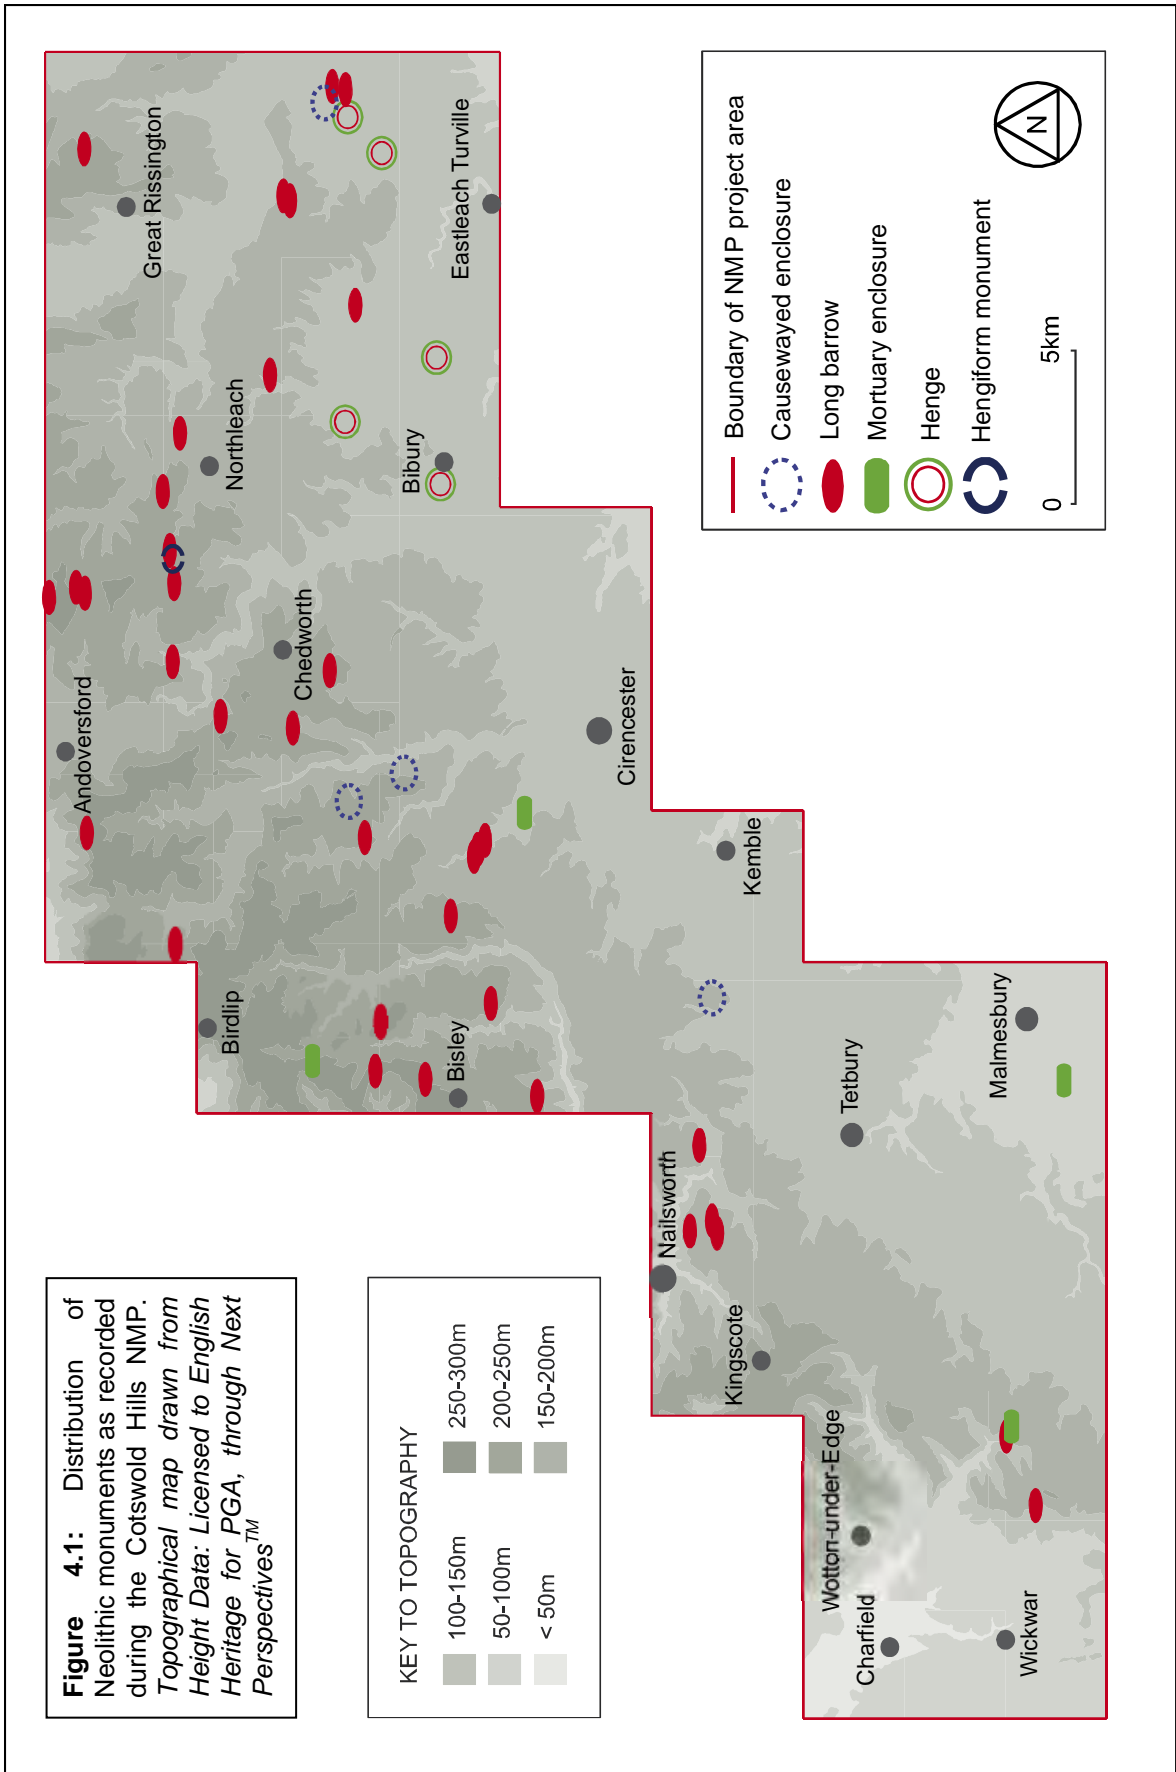 Figure 4.1: Distribution of
Neolithic monuments as recorded
during the Cotswold Hills NMP.
Topographical map drawn from
Height Data: Licensed to English
Heritage for PGA, through Next
Perspectives™
KEY TO TOPOGRAPHY
100-150m
250-300m
50-100m
200-250m
< 50m
150-200m
Andoversford
Great Rissington
Northleach
Birdlip
Chedworth
Bibury
Eastleach Turville
Bisley
Cirencester
Nailsworth
Kemble
Kingscote
Wotton-under-Edge
Tetbury
Charfield
Malmesbury
Wickwar
Boundary of NMP project area
Causewayed enclosure
Long barrow
Mortuary enclosure
Henge
Hengiform monument
N
0
5km